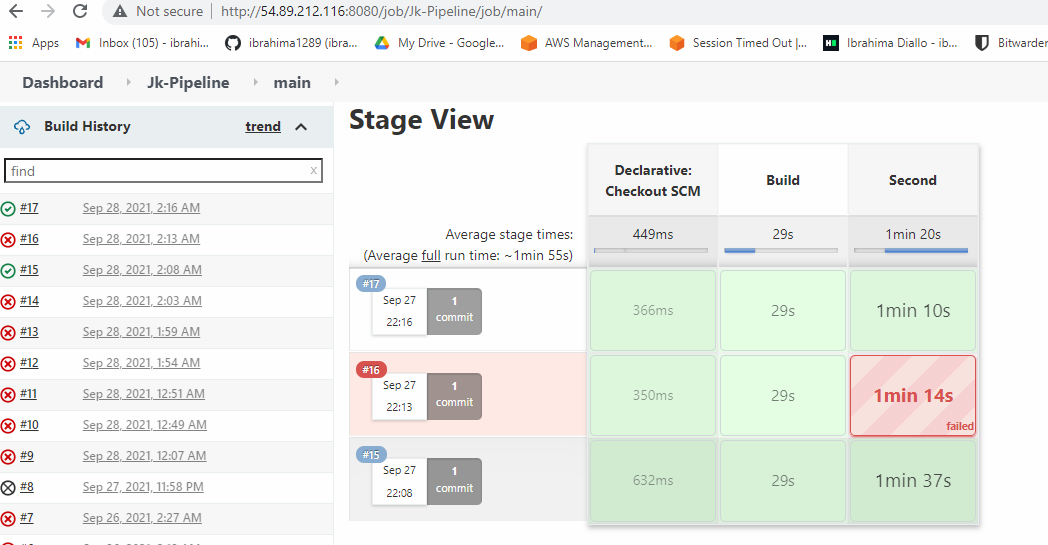 Not secure | http://54.89.212.116:8080/job/Jk-Pipeline/job/main/
Apps Inbox (105) - ibrahi... ibrahima1289 (ibra... My Drive - Google... AWS Management... Session Timed Out |... Ibrahima Diallo - ib... Bitwarden
Dashboard Jk-Pipeline main
Build History trend
find x
#17 Sep 28, 2021, 2:16 AM
#16 Sep 28, 2021, 2:13 AM
#15 Sep 28, 2021, 2:08 AM
#14 Sep 28, 2021, 2:03 AM
#13 Sep 28, 2021, 1:59 AM
#12 Sep 28, 2021, 1:54 AM
#11 Sep 28, 2021, 12:51 AM
#10 Sep 28, 2021, 12:49 AM
#9 Sep 28, 2021, 12:07 AM
#8 Sep 27, 2021, 11:58 PM
#7 Sep 26, 2021, 2:27 AM
Stage View
Declarative:
Checkout SCM
Build
Second
Average stage times:
(Average full run time: ~1min 55s)
449ms
29s
1min 20s
#17
Sep 27
22:16
1
commit
366ms
29s
1min 10s
#16
Sep 27
22:13
1
commit
350ms
29s
1min 14s
failed
#15
Sep 27
22:08
1
commit
632ms
29s
1min 37s